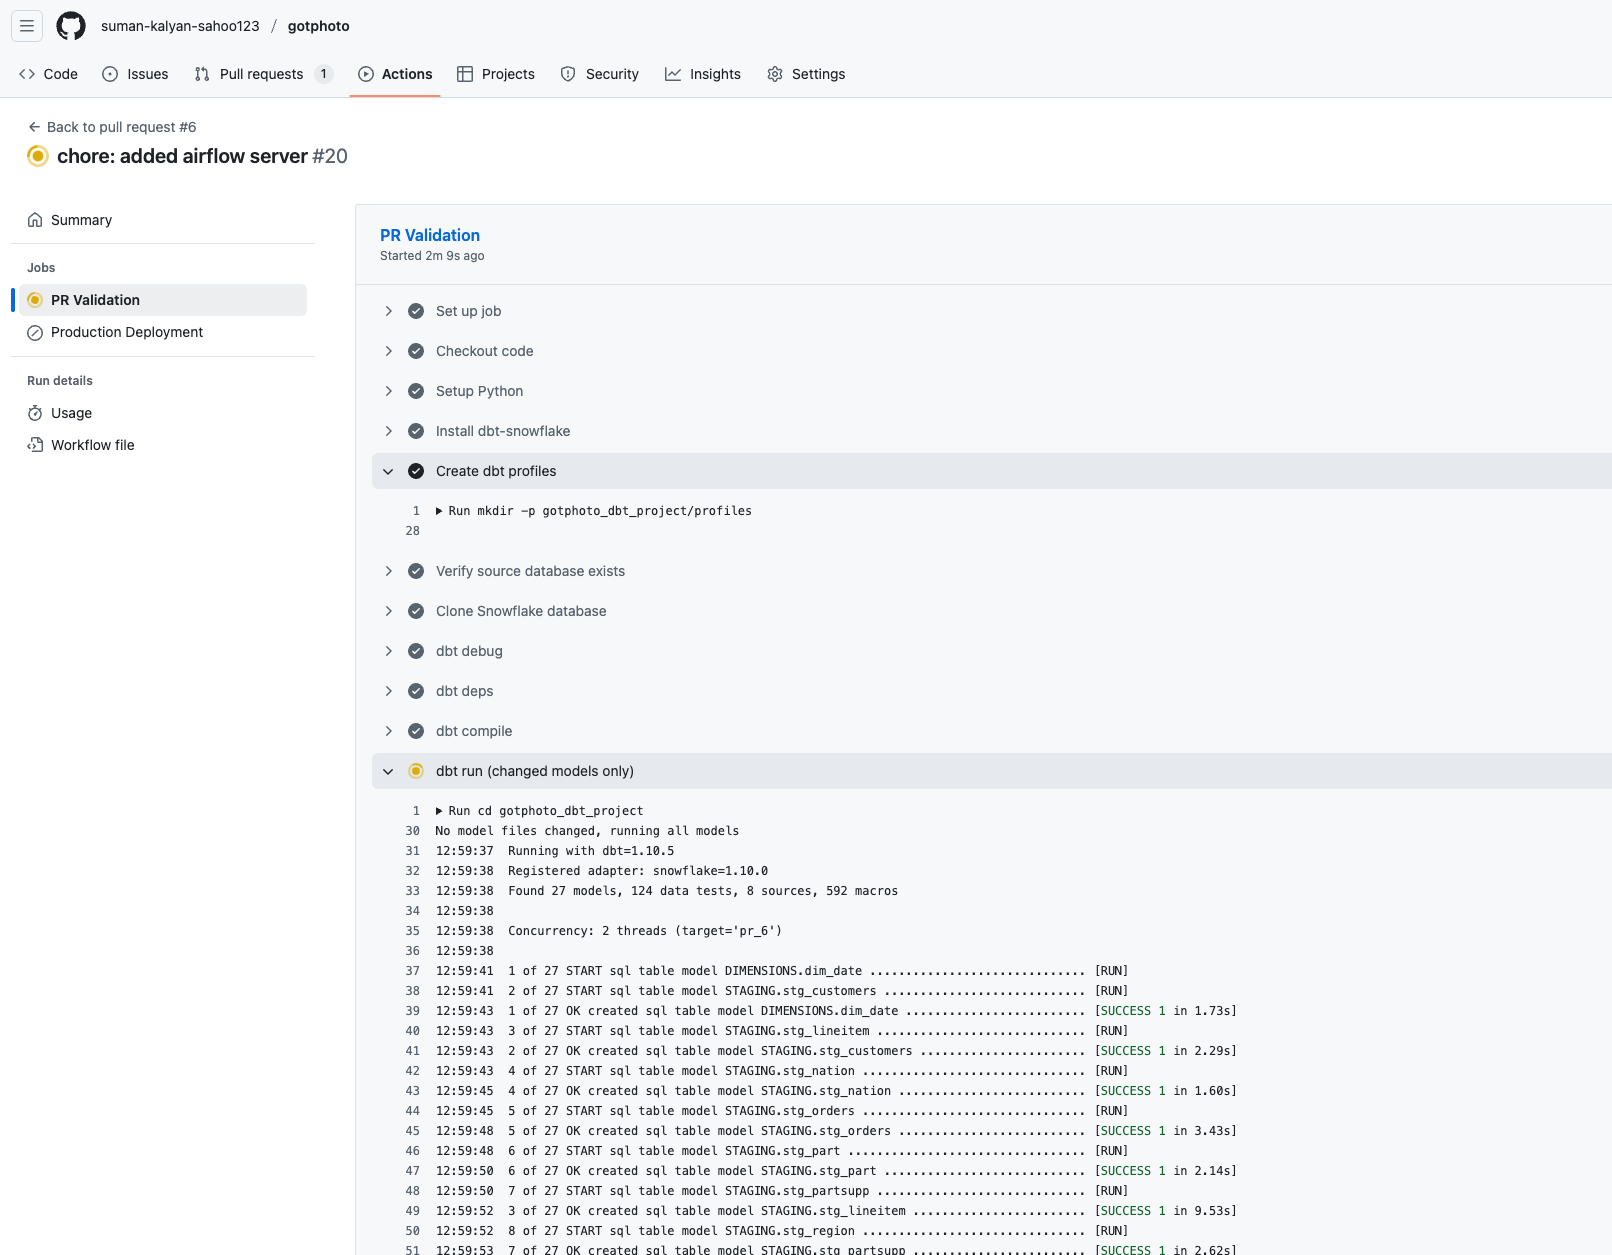 suman-kalyan-sahoo123 / gotphoto
Code Issues Pull requests 1 Actions Projects Security Insights Settings
Back to pull request #6
chore: added airflow server #20
Summary
Jobs
PR Validation
Production Deployment
Run details
Usage
Workflow file
PR Validation
Started 2m 9s ago
Set up job
Checkout code
Setup Python
Install dbt-snowflake
Create dbt profiles
1 Run mkdir -p gotphoto_dbt_project/profiles
28
Verify source database exists
Clone Snowflake database
dbt debug
dbt deps
dbt compile
dbt run (changed models only)
1 Run cd gotphoto_dbt_project
30 No model files changed, running all models
31 12:59:37 Running with dbt=1.10.5
32 12:59:38 Registered adapter: snowflake=1.10.0
33 12:59:38 Found 27 models, 124 data tests, 8 sources, 592 macros
34 12:59:38
35 12:59:38 Concurrency: 2 threads (target='pr_6')
36 12:59:38
37 12:59:41 1 of 27 START sql table model DIMENSIONS.dim_date .............................. [RUN]
38 12:59:41 2 of 27 START sql table model STAGING.stg_customers ............................ [RUN]
39 12:59:43 1 of 27 OK created sql table model DIMENSIONS.dim_date ......................... [SUCCESS 1 in 1.73s]
40 12:59:43 3 of 27 START sql table model STAGING.stg_lineitem ............................. [RUN]
41 12:59:43 2 of 27 OK created sql table model STAGING.stg_customers ....................... [SUCCESS 1 in 2.29s]
42 12:59:43 4 of 27 START sql table model STAGING.stg_nation ............................... [RUN]
43 12:59:45 4 of 27 OK created sql table model STAGING.stg_nation .......................... [SUCCESS 1 in 1.60s]
44 12:59:45 5 of 27 START sql table model STAGING.stg_orders ............................... [RUN]
45 12:59:48 5 of 27 OK created sql table model STAGING.stg_orders .......................... [SUCCESS 1 in 3.43s]
46 12:59:48 6 of 27 START sql table model STAGING.stg_part ................................. [RUN]
47 12:59:50 6 of 27 OK created sql table model STAGING.stg_part ............................ [SUCCESS 1 in 2.14s]
48 12:59:50 7 of 27 START sql table model STAGING.stg_partsupp ............................. [RUN]
49 12:59:52 3 of 27 OK created sql table model STAGING.stg_lineitem ........................ [SUCCESS 1 in 9.53s]
50 12:59:52 8 of 27 START sql table model STAGING.stg_region ............................... [RUN]
51 12:59:53 7 of 27 OK created sql table model STAGING.stg_partsupp ........................ [SUCCESS 1 in 2.62s]